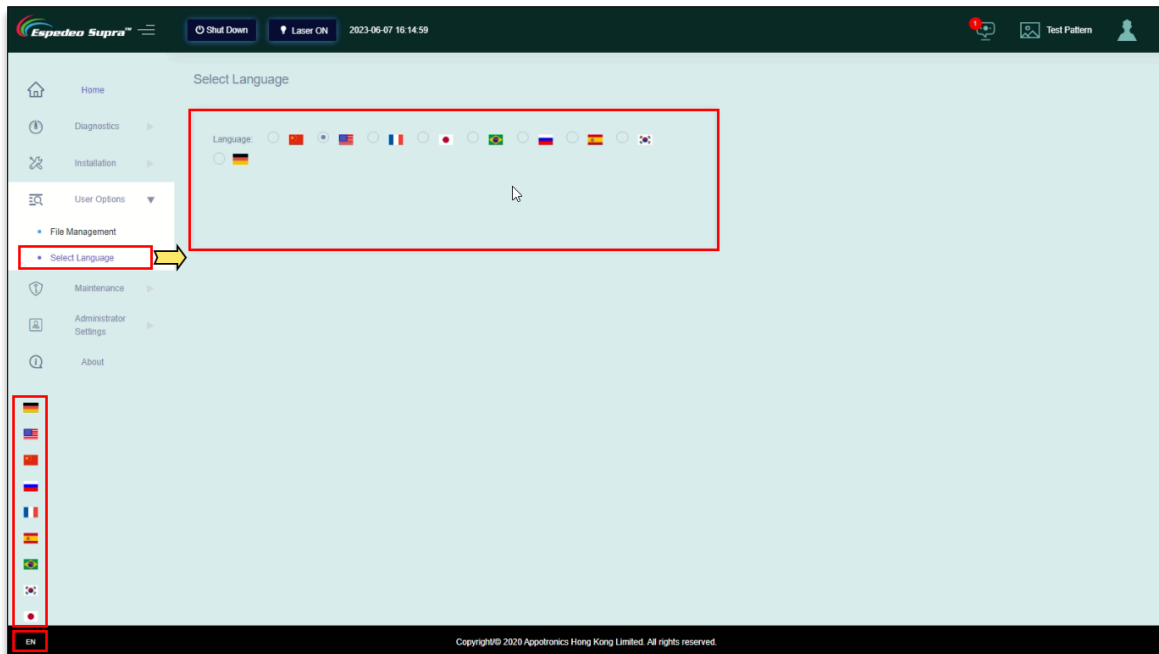 Espedeo Supra™
Shut Down
Laser ON
2023-06-07 16:14:59
1
Test Pattern
Home
Diagnostics
Installation
User Options
File Management
Select Language
Maintenance
Administrator
Settings
About
Select Language
Language:
EN
Copyright/© 2020 Appotronics Hong Kong Limited. All rights reserved.